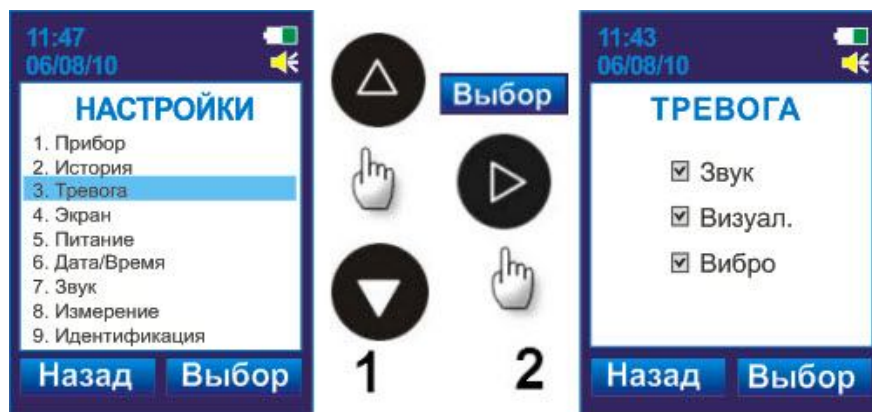 11:47
06/08/10
НАСТРОЙКИ
1. Прибор
2. История
3. Тревога
4. Экран
5. Питание
6. Дата/Время
7. Звук
8. Измерение
9. Идентификация
Назад Выбор
1
Выбор
2
11:43
06/08/10
ТРЕВОГА
Звук
Визуал.
Вибро
Назад Выбор